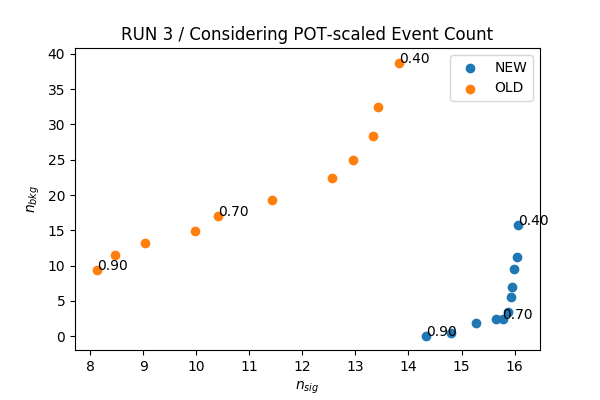 RUN 3 / Considering POT-scaled Event Count
40
35
30
25
20
15
10
5
0
n_bkg
0.40
0.70
0.90
0.40
0.70
0.90
NEW
OLD
8 9 10 11 12 13 14 15 16
n_sig